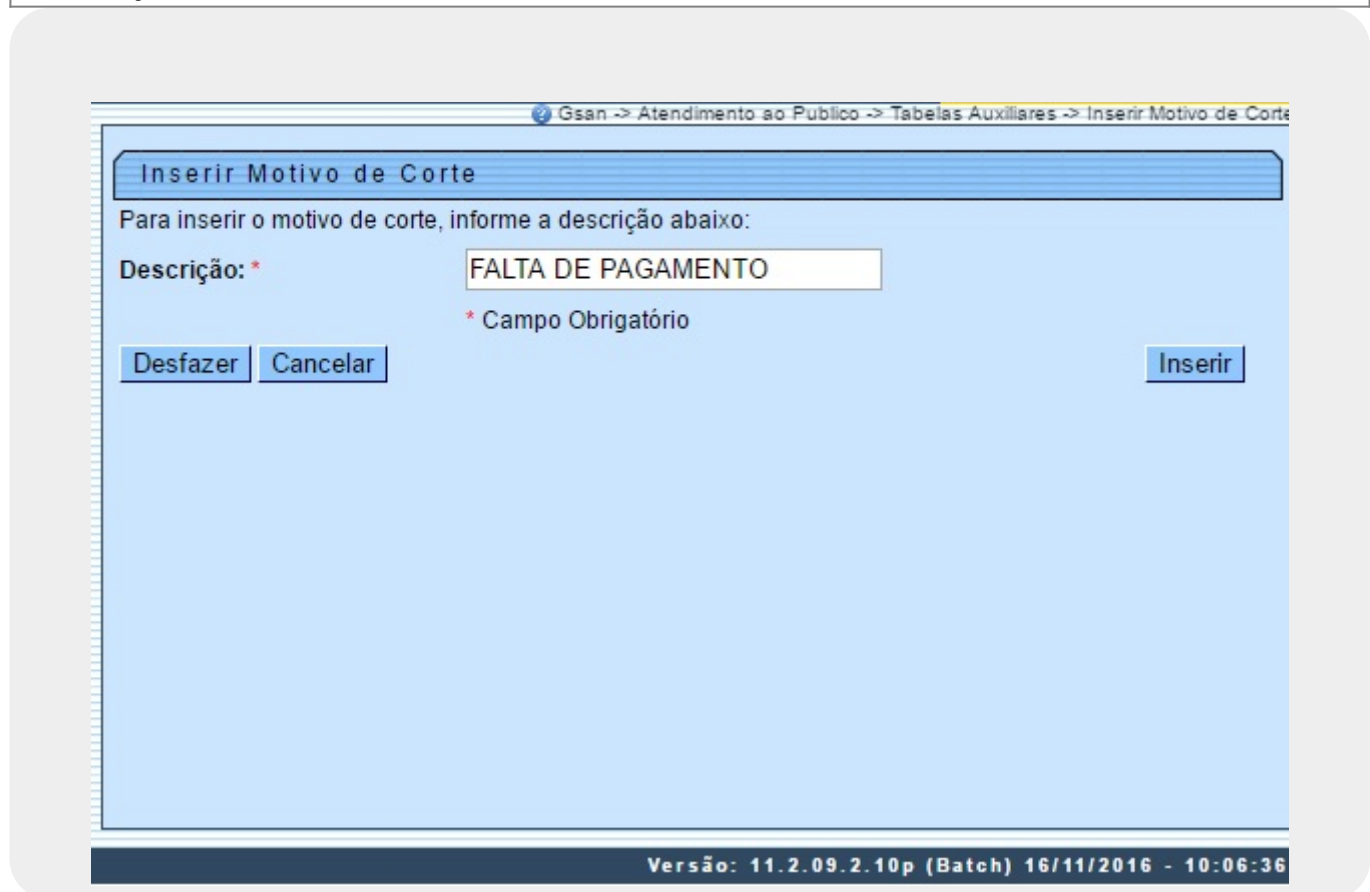 Gsan -> Atendimento ao Publico -> Tabelas Auxiliares -> Inserir Motivo de Corte
Inserir Motivo de Corte
Para inserir o motivo de corte, informe a descrição abaixo:
Descrição: * FALTA DE PAGAMENTO
* Campo Obrigatório
Desfazer Cancelar Inserir
Versão: 11.2.09.2.10p (Batch) 16/11/2016 - 10:06:36